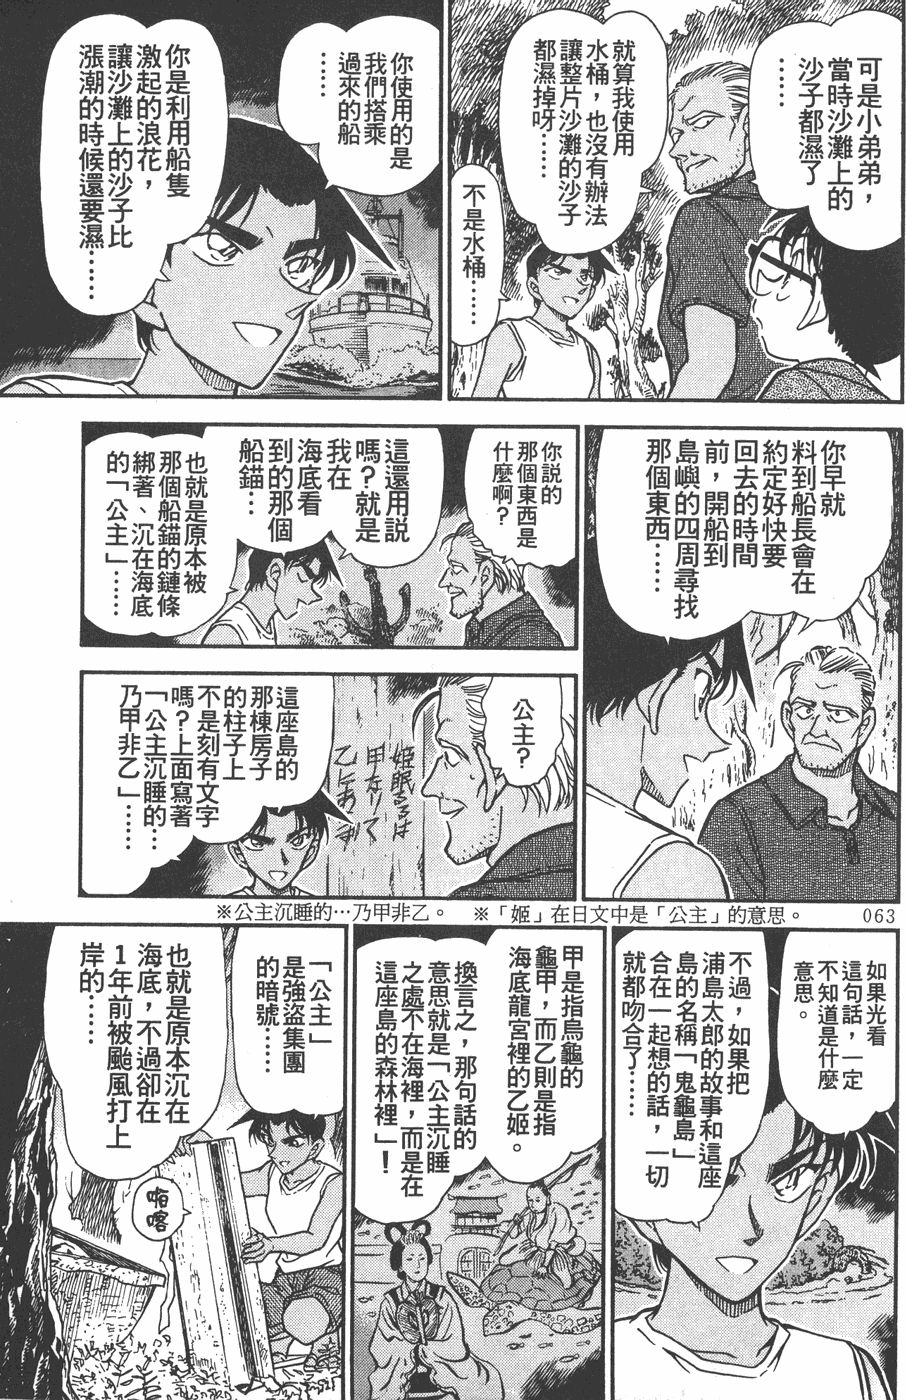 可是小弟弟，
當時沙灘上的
沙子都濕了
……
就算我使用
水桶，也沒有辦法
讓整片沙灘的沙子
都濕掉呀……
不是水桶……
你使用的是
我們搭乘
過來的船
……
你是利用船隻
激起的浪花，
讓沙灘上的沙子比
漲潮的時候還要濕……
你早就
料到船長會在
約定好快要
回去的時間
前，開船到
島嶼的四周尋找
那個東西……
你說的
那個東西是
什麼啊？
這還用說
嗎？就是
我在
海底看
到的那個
船錨…
也就是原本被
那個船錨的鏈條
綁著、沉在海底
的「公主」……
公主？
姫眠るは
甲なりて
乙にあらず
這座島的
那棟房子
的柱子上
不是刻有文字
嗎？上面寫著
「公主沉睡的…
乃甲非乙」……
※公主沉睡的…乃甲非乙。
※「姬」在日文中是「公主」的意思。
063
如果光看
這句話，一定
不知道是什麼
意思。
不過，如果把
浦島太郎的故事和這座
島的名稱「鬼龜島」
合在一起想的話，一切
就都吻合了……
甲是指烏龜的
龜甲，而乙則是指
海底龍宮裡的乙姬。
換言之，那句話的
意思就是「公主沉睡
之處不在海裡，而是在
這座島的森林裡」！
「公主」
是強盜集團
的暗號……
也就是原本沉在
海底，不過卻在
1年前被颱風打上
岸的…
啪喀